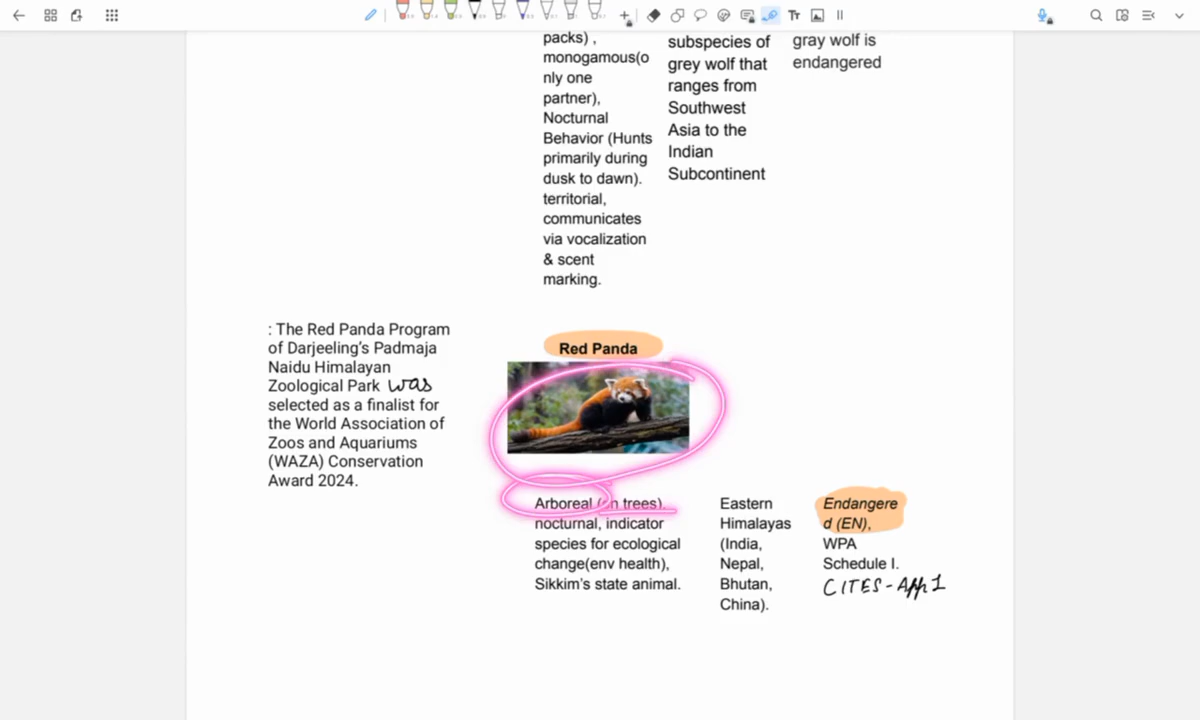 packs) ,
monogamous(o
nly one
partner),
Nocturnal
Behavior (Hunts
primarily during
dusk to dawn).
territorial,
communicates
via vocalization
& scent
marking.
subspecies of
grey wolf that
ranges from
Southwest
Asia to the
Indian
Subcontinent
gray wolf is
endangered
: The Red Panda Program
of Darjeeling's Padmaja
Naidu Himalayan
Zoological Park was
selected as a finalist for
the World Association of
Zoos and Aquariums
(WAZA) Conservation
Award 2024.
Red Panda
Arboreal (on trees),
nocturnal, indicator
species for ecological
change(env health),
Sikkim's state animal.
Eastern
Himalayas
(India,
Nepal,
Bhutan,
China).
Endangere
d (EN),
WPA
Schedule I.
CITES-App 1